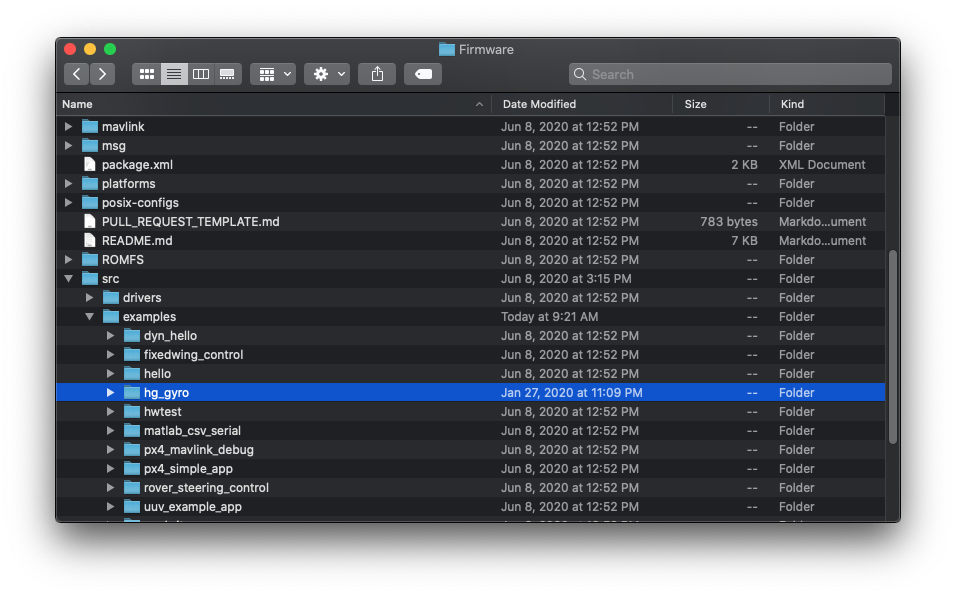 Firmware
Search
Name Date Modified Size Kind
mavlink Jun 8, 2020 at 12:52 PM -- Folder
msg Jun 8, 2020 at 12:52 PM -- Folder
package.xml Jun 8, 2020 at 12:52 PM 2 KB XML Document
platforms Jun 8, 2020 at 12:52 PM -- Folder
posix-configs Jun 8, 2020 at 12:52 PM -- Folder
PULL_REQUEST_TEMPLATE.md Jun 8, 2020 at 12:52 PM 783 bytes Markdo...ument
README.md Jun 8, 2020 at 12:52 PM 7 KB Markdo...ument
ROMFS Jun 8, 2020 at 12:52 PM -- Folder
src Jun 8, 2020 at 3:15 PM -- Folder
drivers Jun 8, 2020 at 12:52 PM -- Folder
examples Today at 9:21 AM -- Folder
dyn_hello Jun 8, 2020 at 12:52 PM -- Folder
fixedwing_control Jun 8, 2020 at 12:52 PM -- Folder
hello Jun 8, 2020 at 12:52 PM -- Folder
hg_gyro Jan 27, 2020 at 11:09 PM -- Folder
hwtest Jun 8, 2020 at 12:52 PM -- Folder
matlab_csv_serial Jun 8, 2020 at 12:52 PM -- Folder
px4_mavlink_debug Jun 8, 2020 at 12:52 PM -- Folder
px4_simple_app Jun 8, 2020 at 12:52 PM -- Folder
rover_steering_control Jun 8, 2020 at 12:52 PM -- Folder
uuv_example_app Jun 8, 2020 at 12:52 PM -- Folder